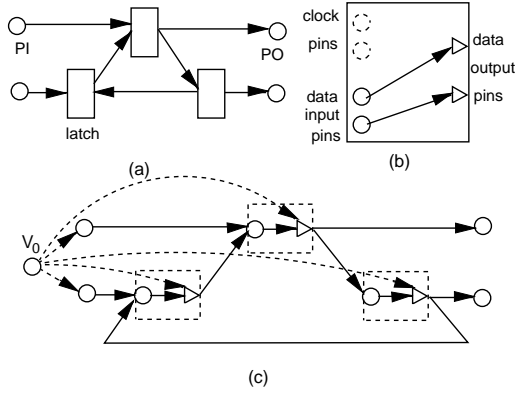 PI
PO
latch
(a)
clock
pins
data
input
pins
data
output
pins
(b)
V0
(c)